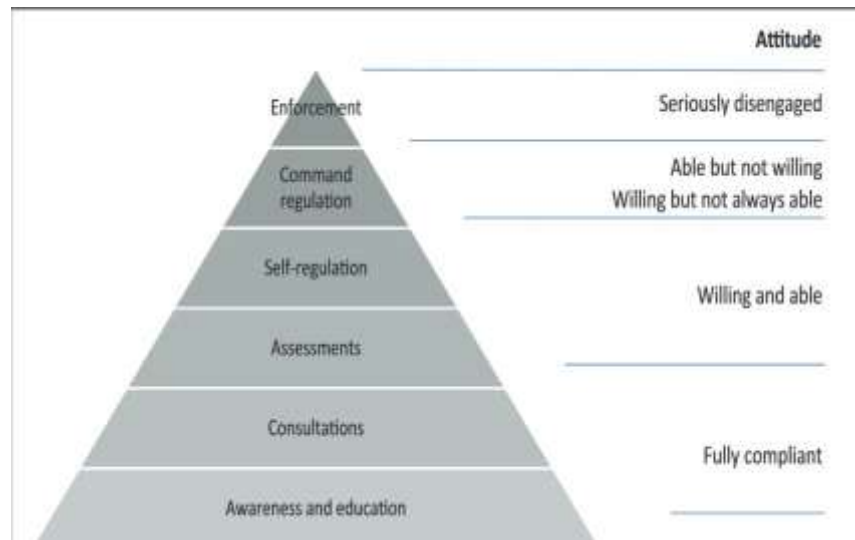 Attitude
Enforcement
Seriously disengaged
Command
regulation
Able but not willing
Willing but not always able
Self-regulation
Willing and able
Assessments
Consultations
Fully compliant
Awareness and education